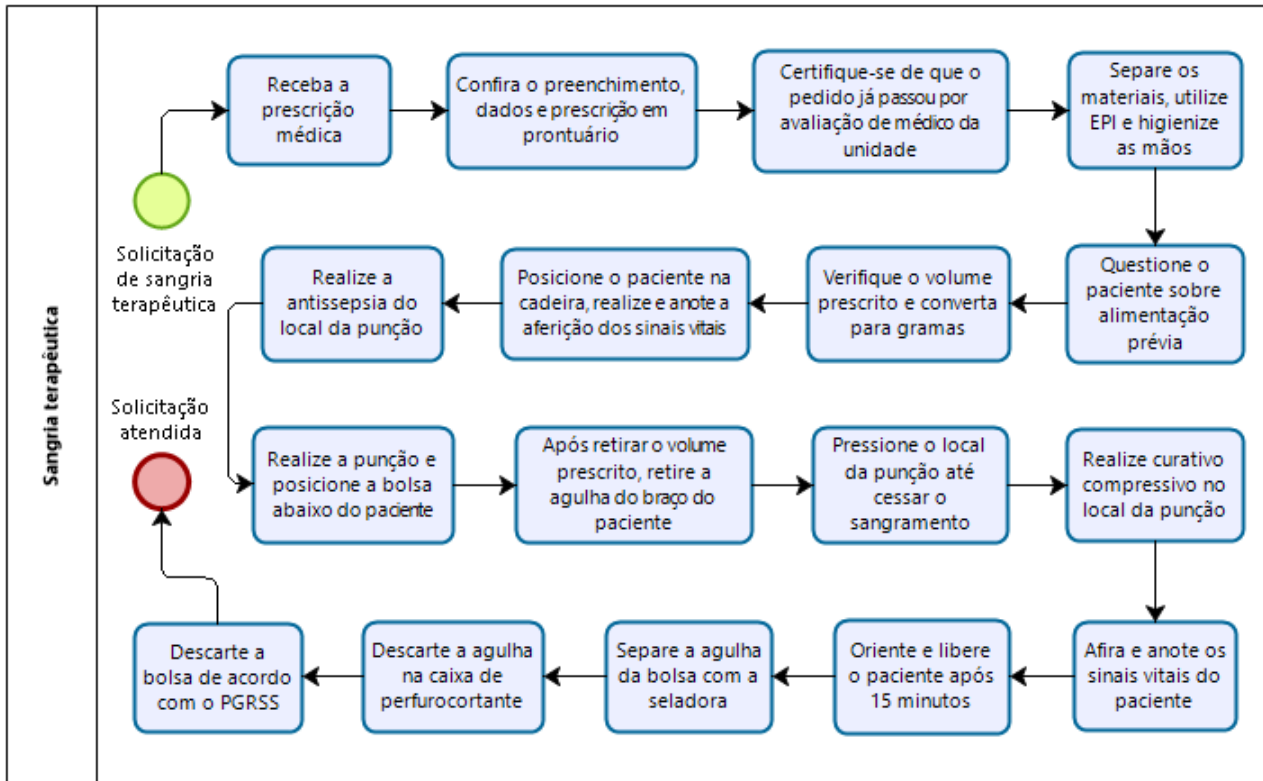 Sangria terapêutica
Solicitação
de sangria
terapêutica
Receba a
prescrição
médica
Confira o preenchimento,
dados e prescrição em
prontuário
Certifique-se de que o
pedido já passou por
avaliação de médico da
unidade
Separe os
materiais, utilize
EPI e higienize
as mãos
Questione o
paciente sobre
alimentação
prévia
Verifique o volume
prescrito e converta
para gramas
Posicione o paciente na
cadeira, realize e anote a
aferição dos sinais vitais
Realize a
antissepsia do
local da punção
Realize a punção e
posicione a bolsa
abaixo do paciente
Após retirar o volume
prescrito, retire a
agulha do braço do
paciente
Pressione o local
da punção até
cessar o
sangramento
Realize curativo
compressivo no
local da punção
Afira e anote os
sinais vitais do
paciente
Oriente e libere
o paciente após
15 minutos
Separe a agulha
da bolsa com a
seladora
Descarte a agulha
na caixa de
perfurocortante
Descarte a
bolsa de acordo
com o PGRSS
Solicitação
atendida